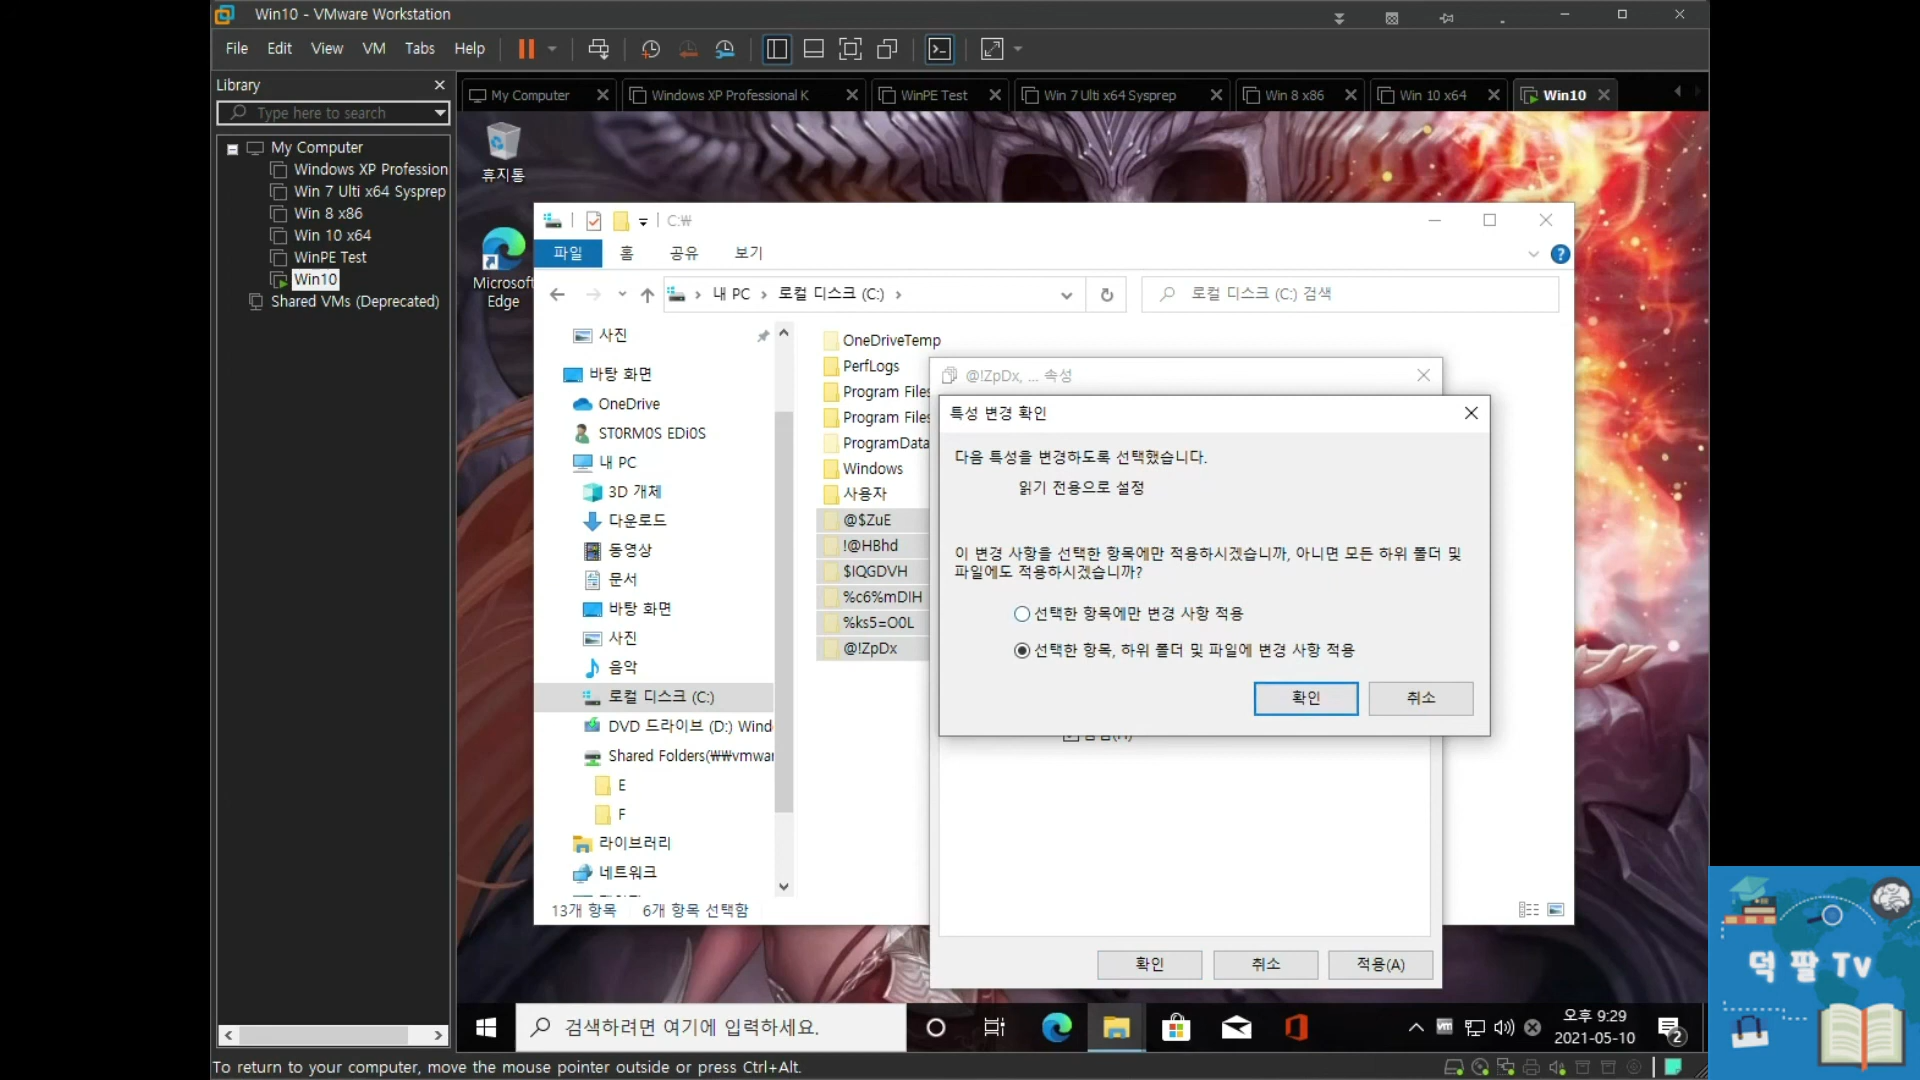 Win10 - VMware Workstation
File Edit View VM Tabs Help
Library
Type here to search
My Computer
Windows XP Profession
Win 7 Ulti x64 Sysprep
Win 8 x86
Win 10 x64
WinPE Test
Win10
Shared VMs (Deprecated)
My Computer Windows XP Professional K WinPE Test Win 7 Ulti x64 Sysprep Win 8 x86 Win 10 x64 Win10
휴지통
Microsoft
Edge
C:₩
파일 홈 공유 보기
내 PC 로컬 디스크 (C:)
로컬 디스크 (C:) 검색
사진
바탕 화면
OneDrive
ST0RM0S EDiOS
내 PC
3D 개체
다운로드
동영상
문서
바탕 화면
사진
음악
로컬 디스크 (C:)
DVD 드라이브 (D:) Wind
Shared Folders(₩₩vmwar
E
F
라이브러리
네트워크
OneDriveTemp
PerfLogs
Program Files
Program Files
ProgramData
Windows
사용자
@$ZuE
!@HBhd
$IQGDVH
%c6%mDIH
%ks5=O0L
@!ZpDx
13개 항목 6개 항목 선택함
@!ZpDx, ... 속성
특성 변경 확인
다음 특성을 변경하도록 선택했습니다.
읽기 전용으로 설정
이 변경 사항을 선택한 항목에만 적용하시겠습니까, 아니면 모든 하위 폴더 및
파일에도 적용하시겠습니까?
선택한 항목에만 변경 사항 적용
선택한 항목, 하위 폴더 및 파일에 변경 사항 적용
확인 취소
확인 취소 적용(A)
검색하려면 여기에 입력하세요.
vm
오후 9:29
2021-05-10
2
To return to your computer, move the mouse pointer outside or press Ctrl+Alt.
덕 팔 Tv